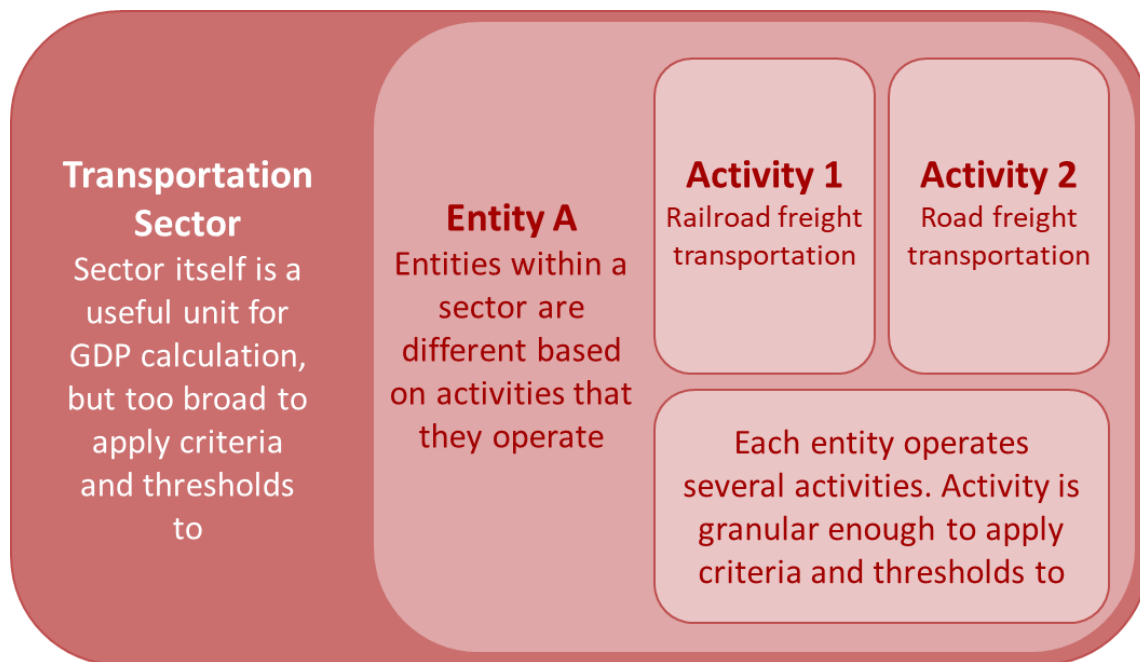 Transportation
Sector
Sector itself is a
useful unit for
GDP calculation,
but too broad to
apply criteria
and thresholds
to
Entity A
Entities within a
sector are
different based
on activities that
they operate
Activity 1
Railroad freight
transportation
Activity 2
Road freight
transportation
Each entity operates
several activities. Activity is
granular enough to apply
criteria and thresholds to